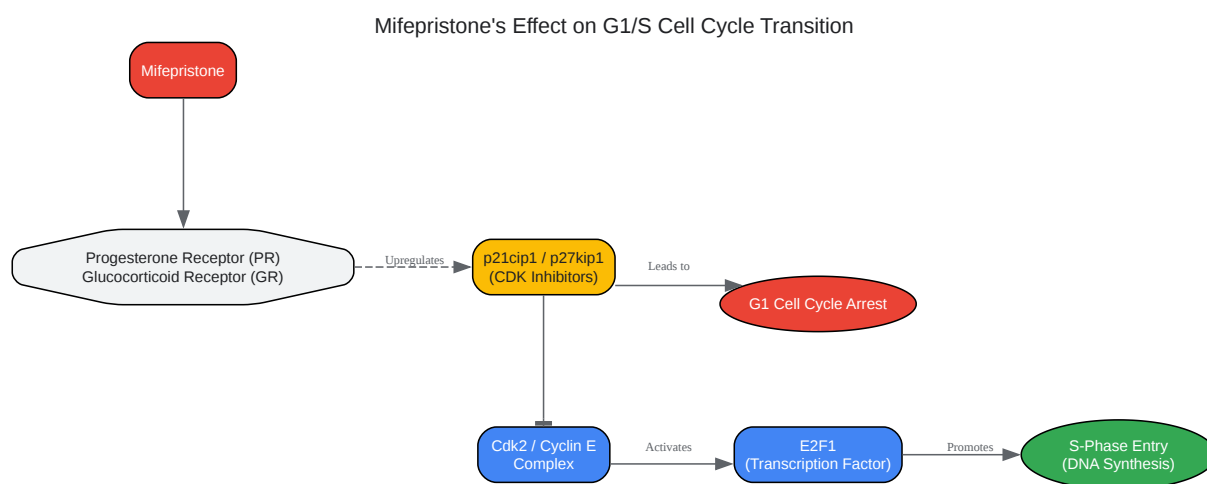 Mifepristone's Effect on G1/S Cell Cycle Transition
Mifepristone
Progesterone Receptor (PR)
Glucocorticoid Receptor (GR)
Upregulates
p21cip1 / p27kip1
(CDK Inhibitors)
Leads to
G1 Cell Cycle Arrest
Cdk2 / Cyclin E
Complex
Activates
E2F1
(Transcription Factor)
Promotes
S-Phase Entry
(DNA Synthesis)